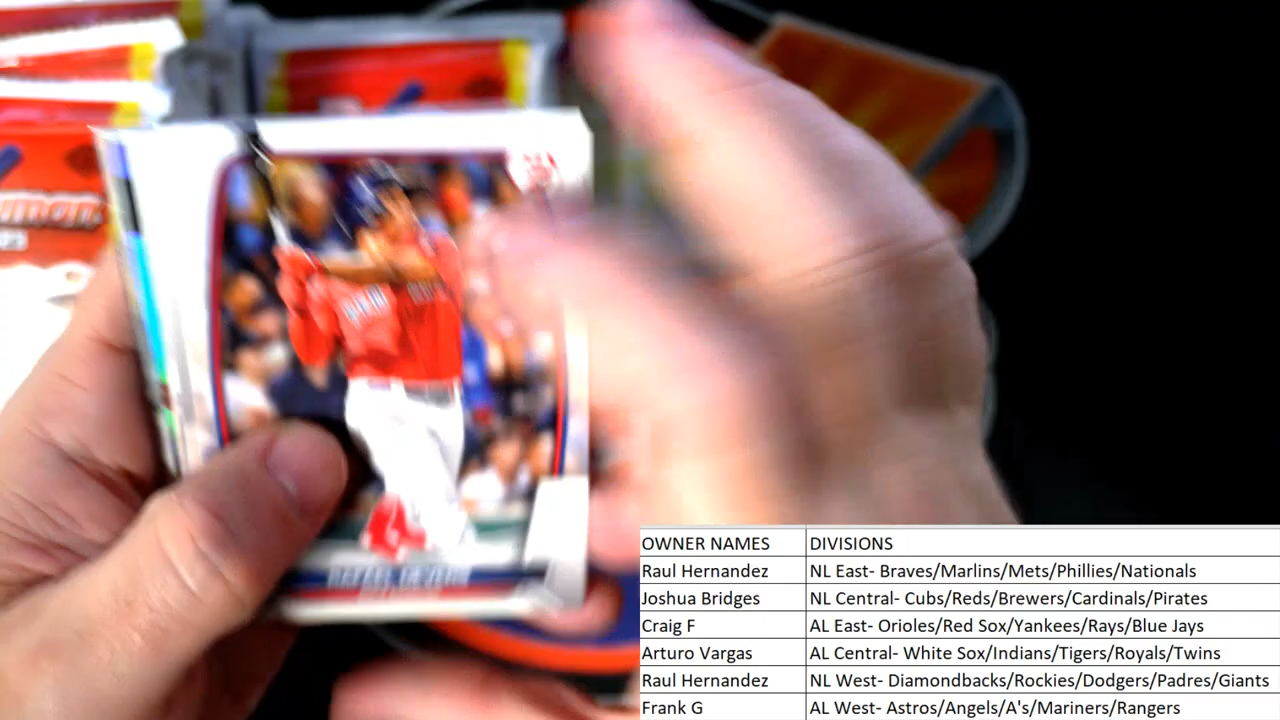 RAFAEL DEVERS
OWNER NAMES DIVISIONS
Raul Hernandez NL East- Braves/Marlins/Mets/Phillies/Nationals
Joshua Bridges NL Central- Cubs/Reds/Brewers/Cardinals/Pirates
Craig F AL East- Orioles/Red Sox/Yankees/Rays/Blue Jays
Arturo Vargas AL Central- White Sox/Indians/Tigers/Royals/Twins
Raul Hernandez NL West- Diamondbacks/Rockies/Dodgers/Padres/Giants
Frank G AL West- Astros/Angels/A's/Mariners/Rangers